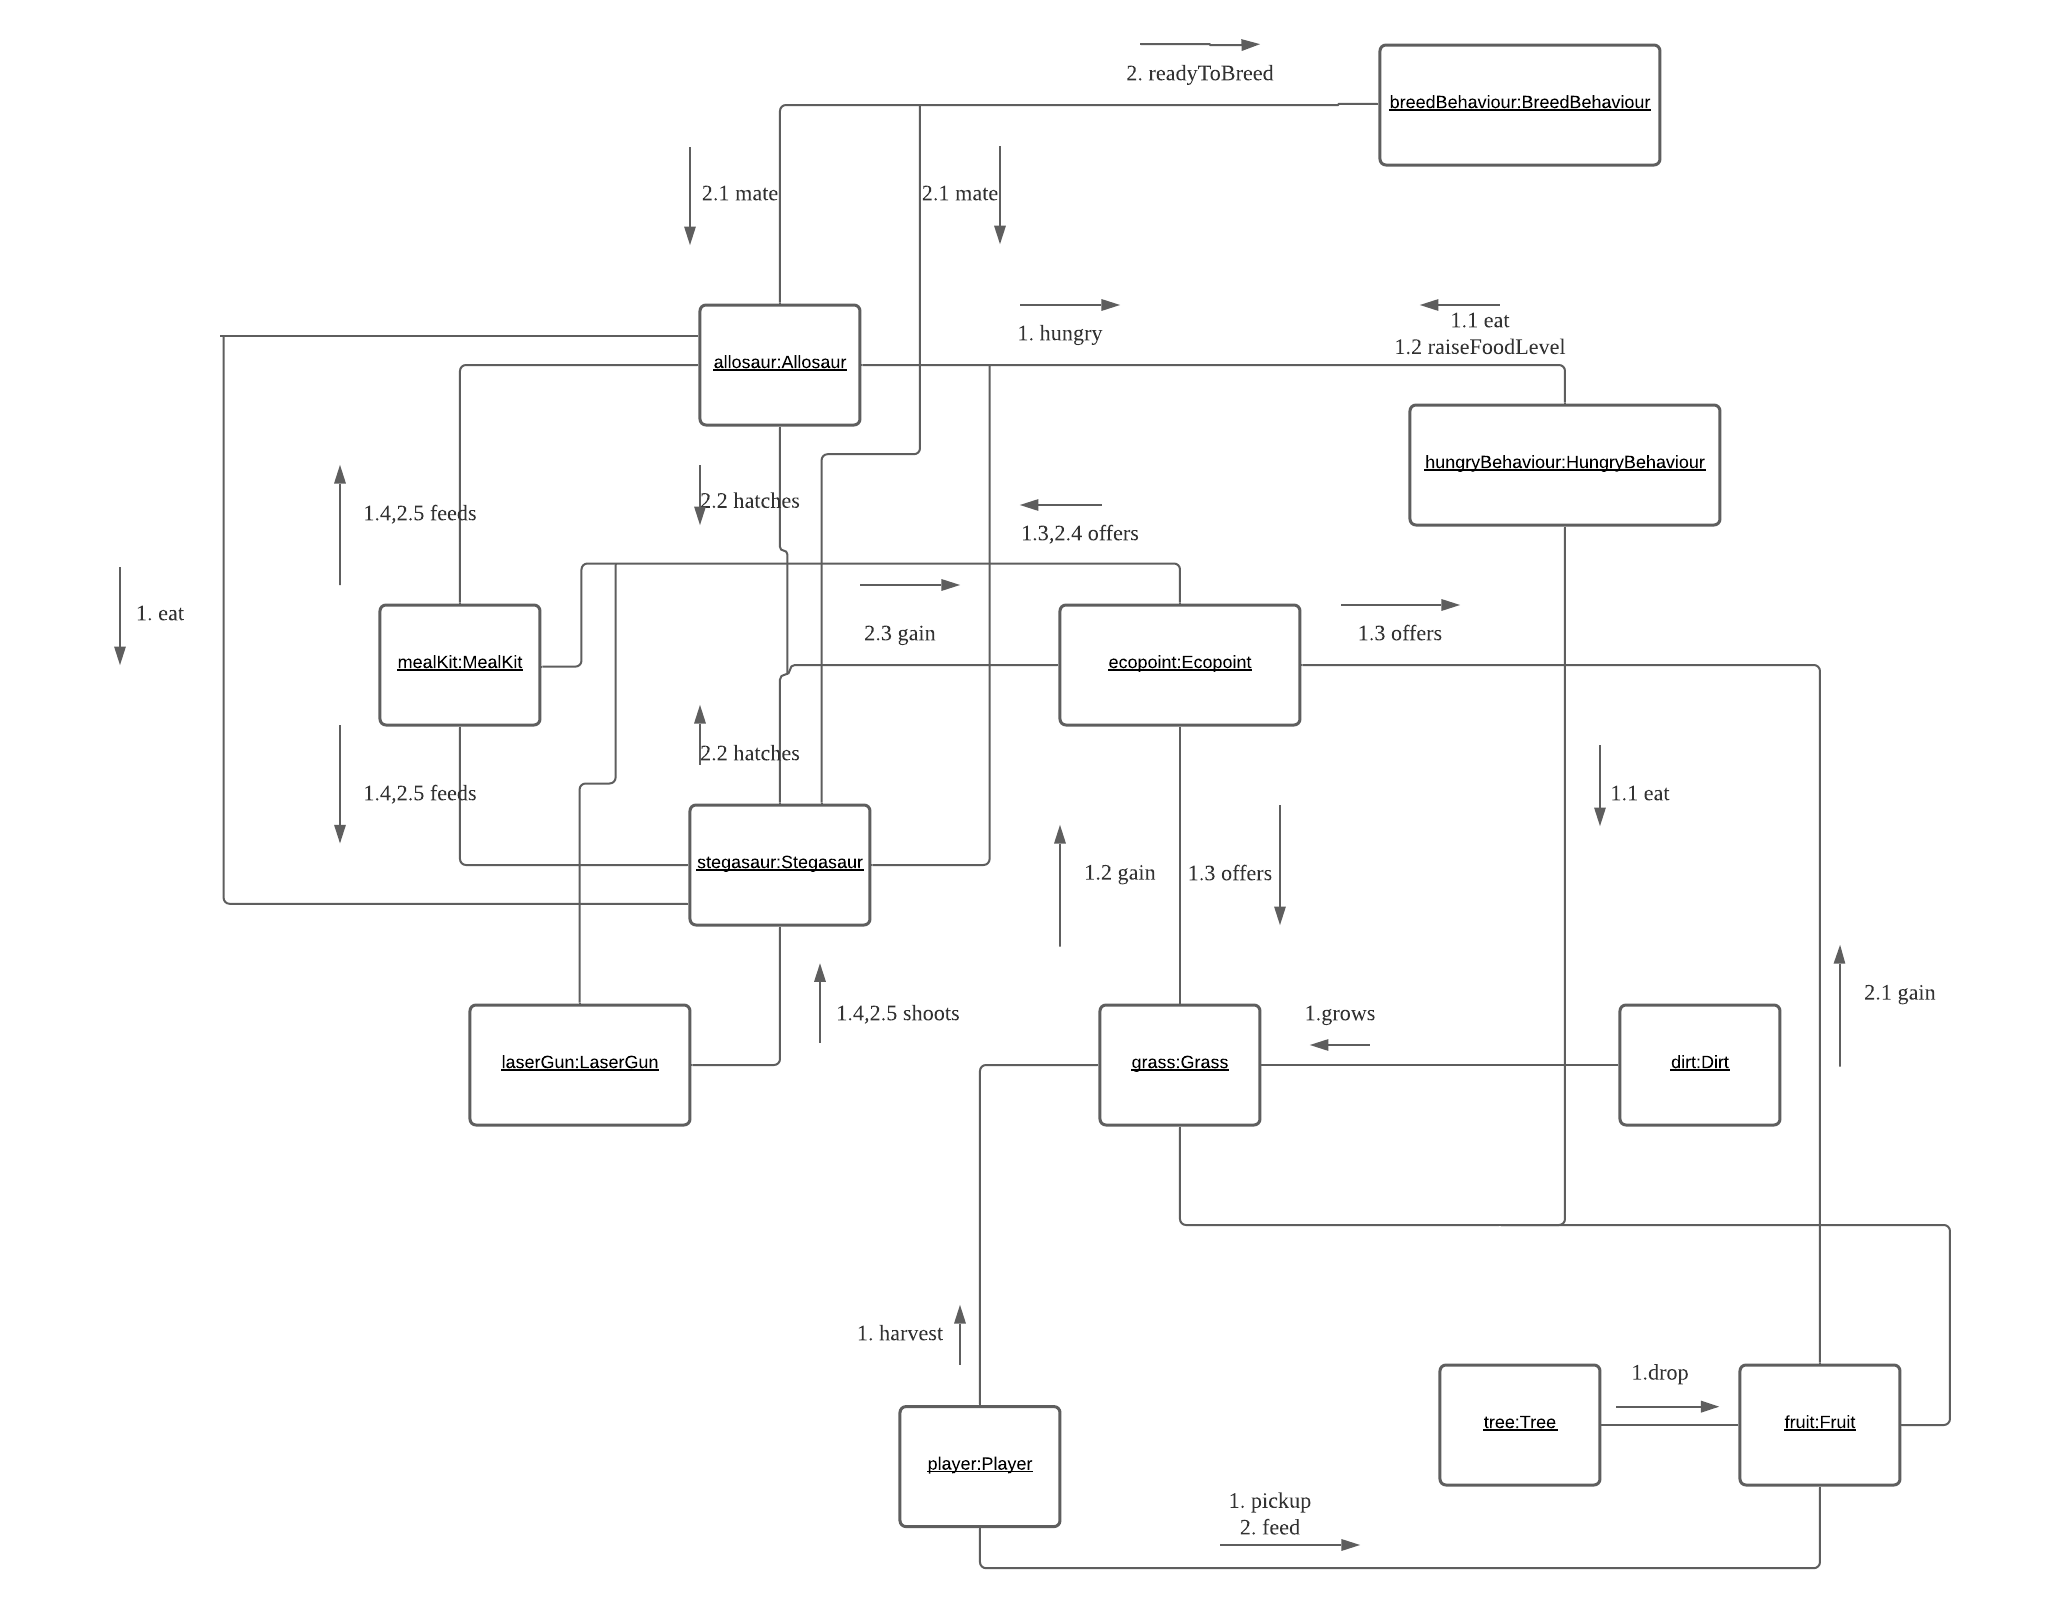 2. readyToBreed
breedBehaviour:BreedBehaviour
2.1 mate
2.1 mate
1. hungry
1.1 eat
1.2 raiseFoodLevel
allosaur:Allosaur
hungryBehaviour:HungryBehaviour
1.4,2.5 feeds
2.2 hatches
1.3,2.4 offers
1. eat
2.3 gain
1.3 offers
mealKit:MealKit
ecopoint:Ecopoint
2.2 hatches
1.4,2.5 feeds
1.1 eat
stegasaur:Stegasaur
1.2 gain
1.3 offers
2.1 gain
1.4,2.5 shoots
1.grows
laserGun:LaserGun
grass:Grass
dirt:Dirt
1. harvest
1.drop
tree:Tree
fruit:Fruit
player:Player
1. pickup
2. feed